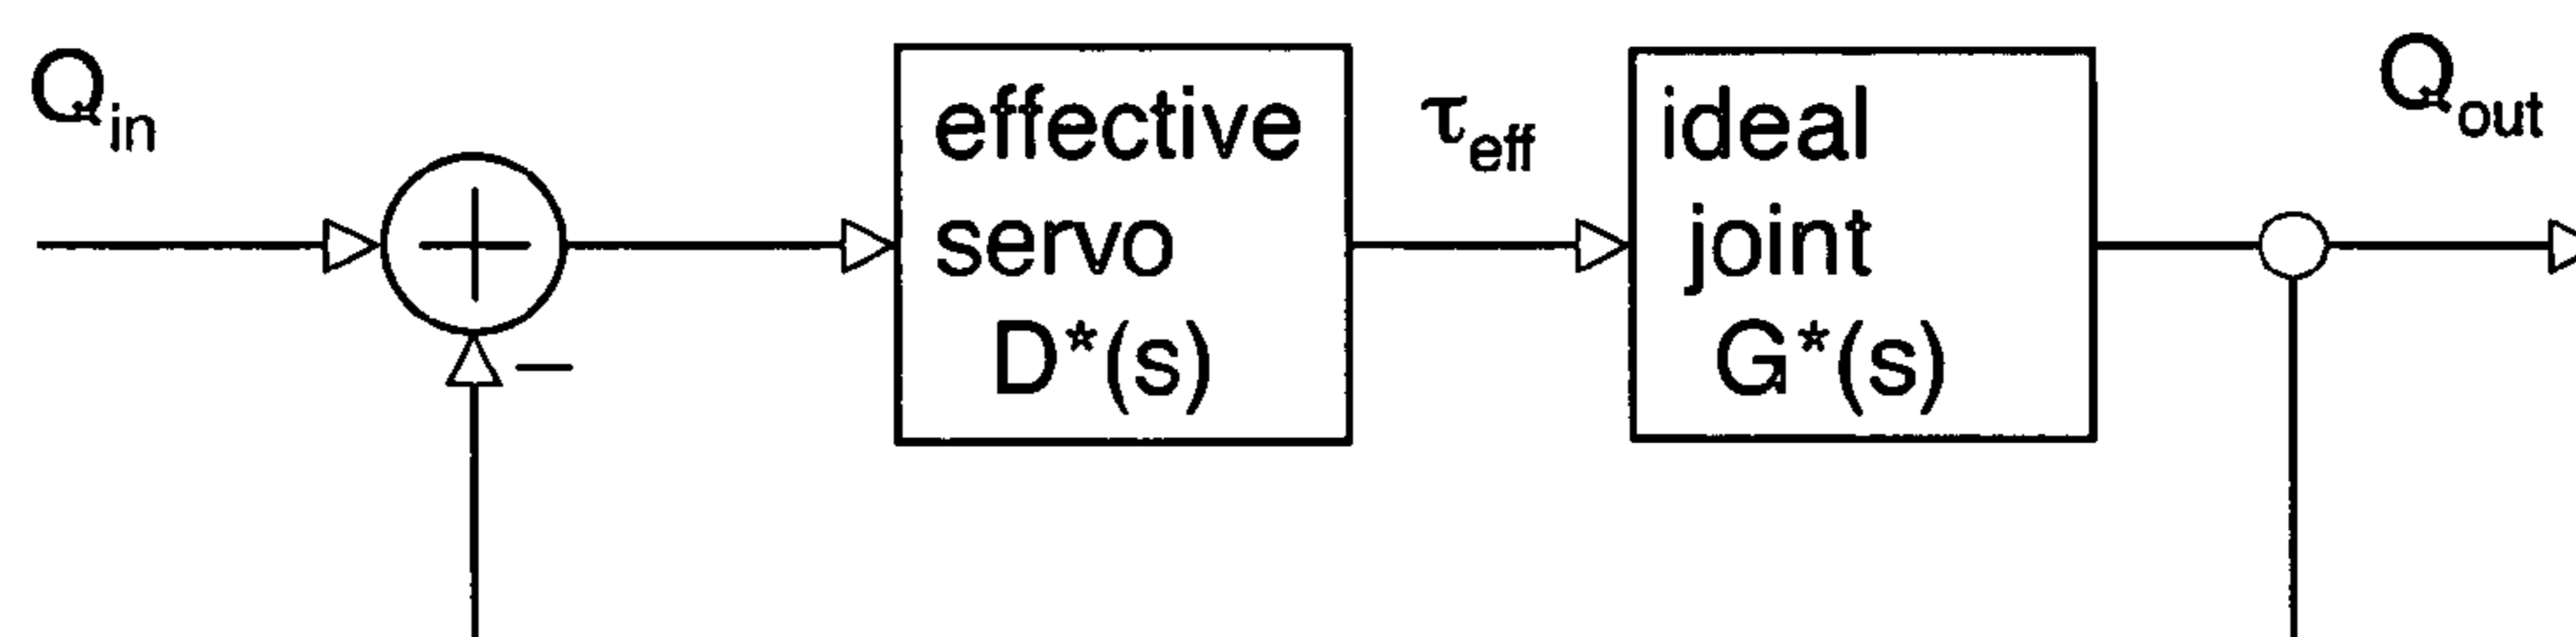 Q_in
effective
servo
D*(s)
τ_eff
ideal
joint
G*(s)
Q_out
+
−